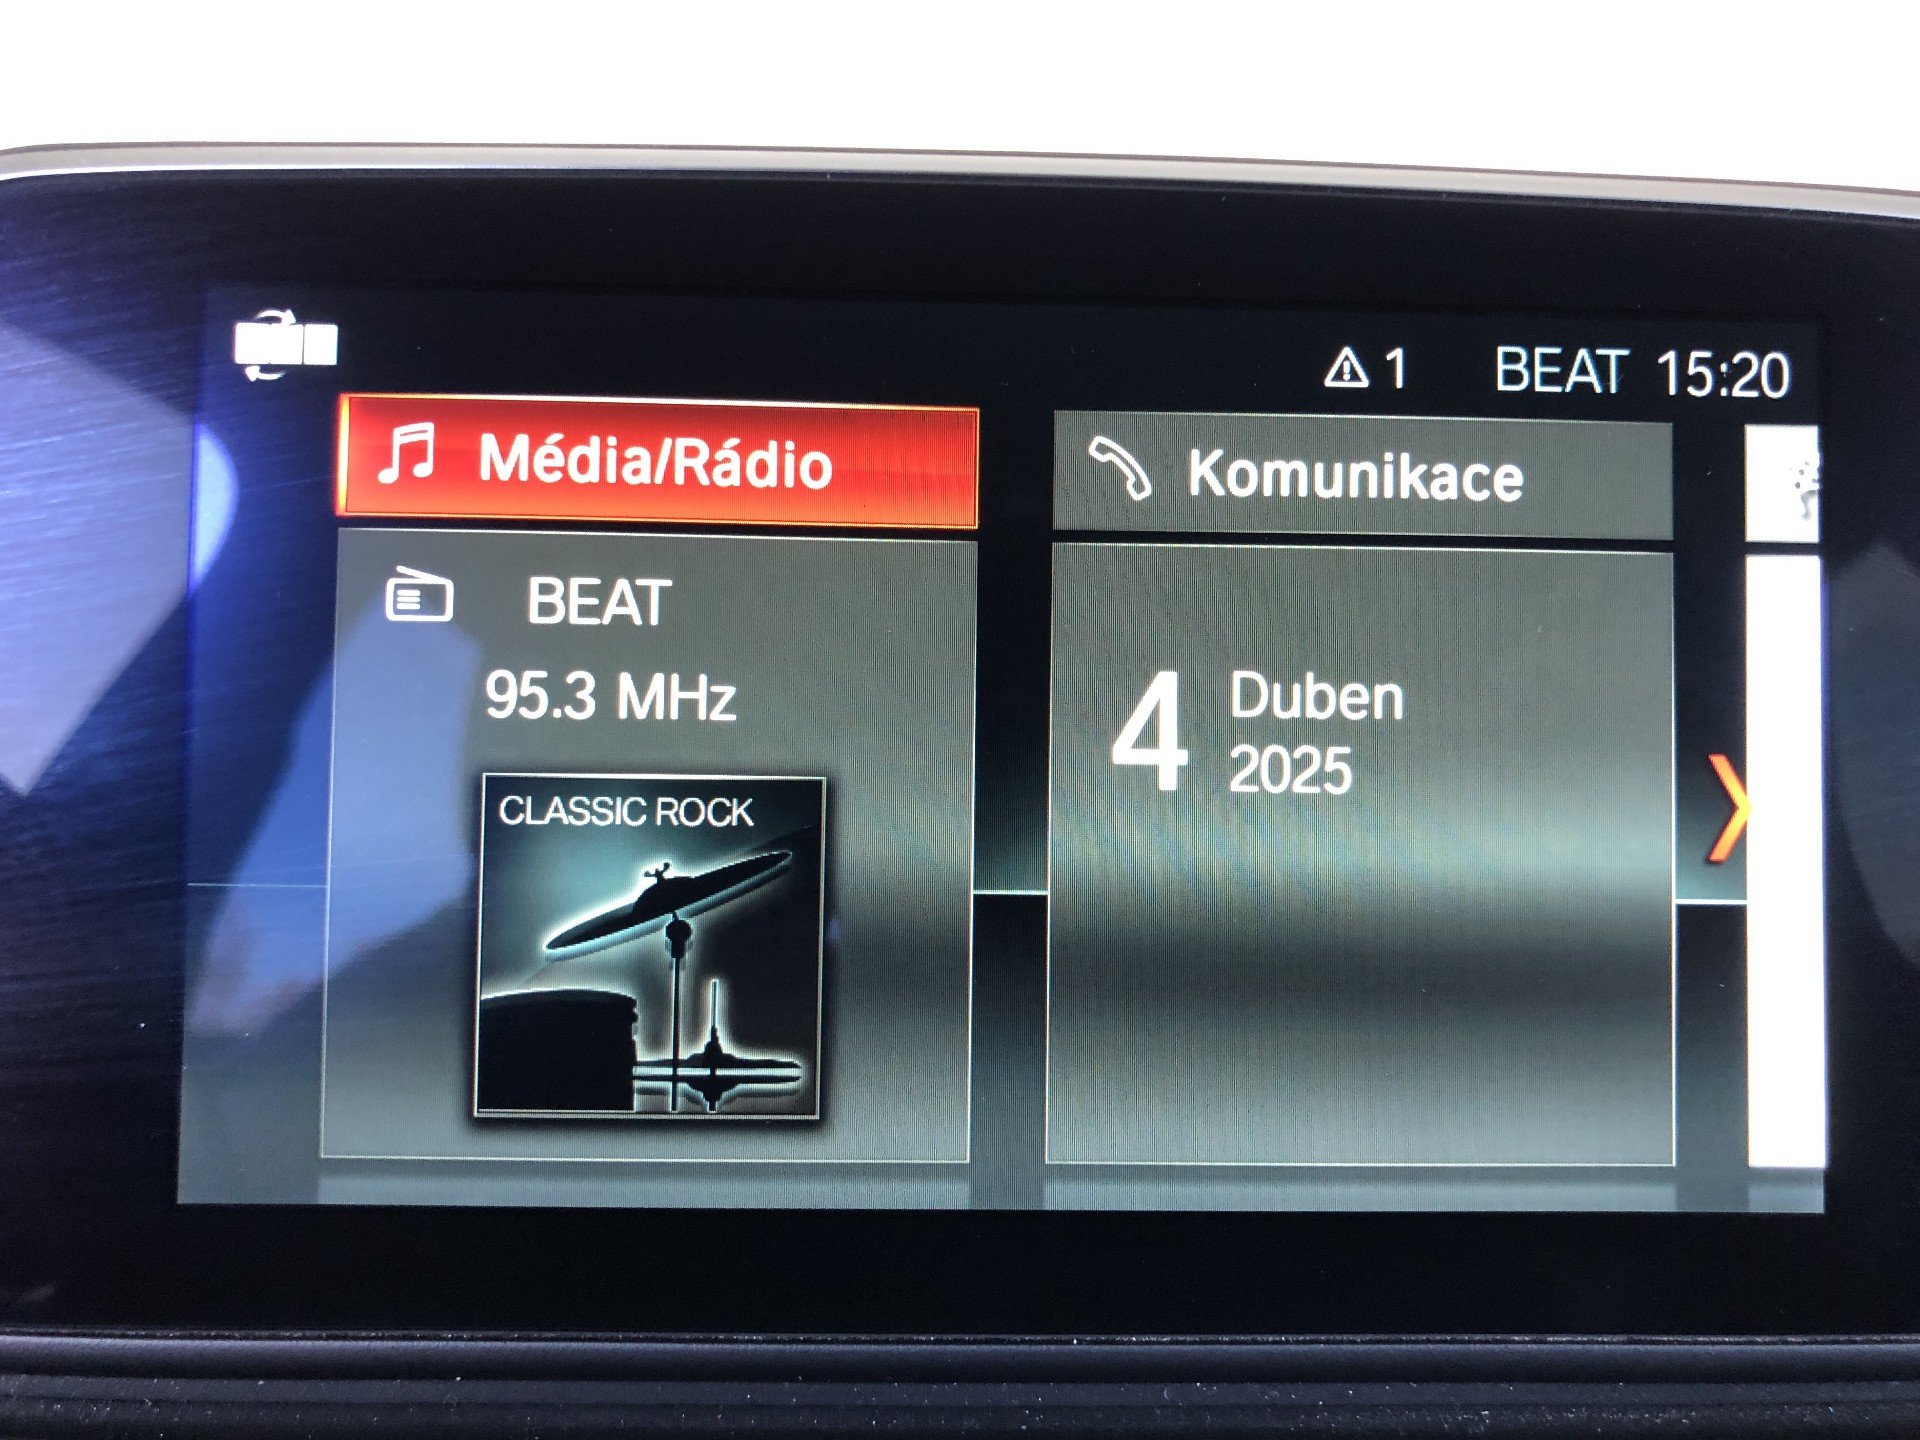 1 BEAT 15:20
Média/Rádio
BEAT
95.3 MHz
CLASSIC ROCK
Komunikace
4 Duben
2025